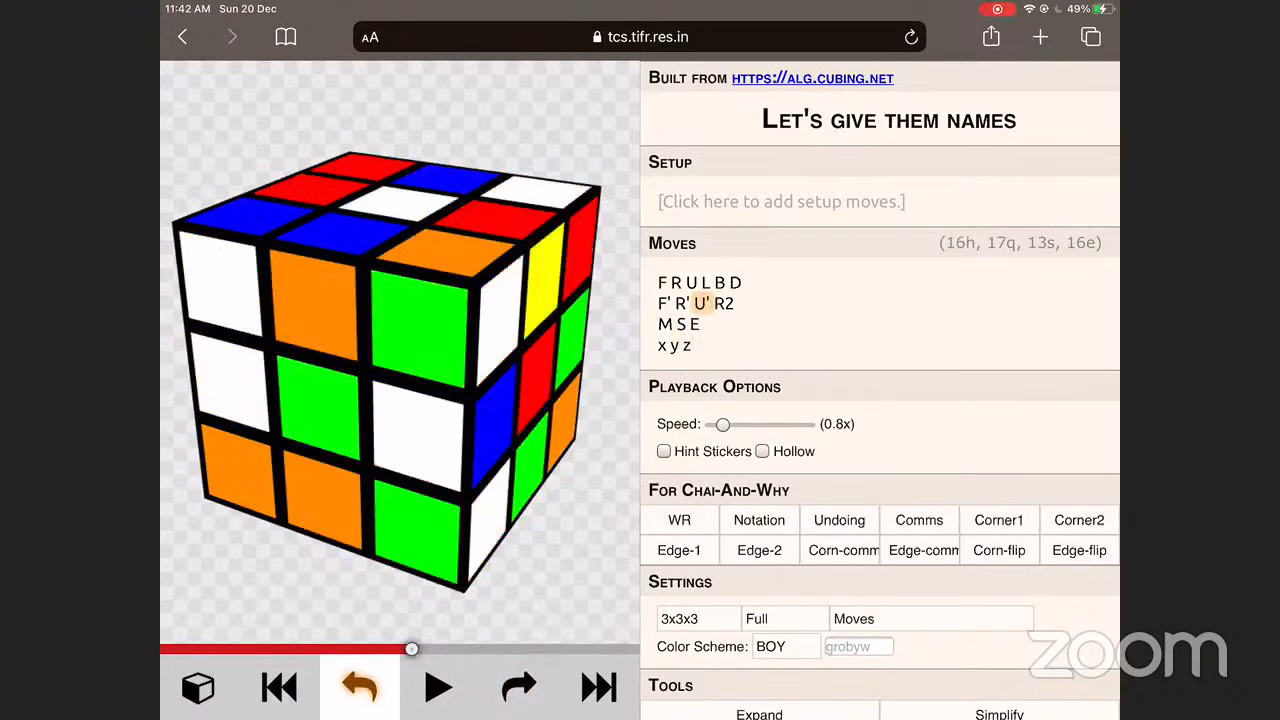 11:42 AM Sun 20 Dec
49%
AA
tcs.tifr.res.in
BUILT FROM HTTPS://ALG.CUBING.NET
LET'S GIVE THEM NAMES
SETUP
[Click here to add setup moves.]
MOVES (16h, 17q, 13s, 16e)
F R U L B D
F' R' U' R2
M S E
x y z
PLAYBACK OPTIONS
Speed: (0.8x)
Hint Stickers Hollow
FOR CHAI-AND-WHY
WR Notation Undoing Comms Corner1 Corner2
Edge-1 Edge-2 Corn-comm Edge-comm Corn-flip Edge-flip
SETTINGS
3x3x3 Full Moves
Color Scheme: BOY grobyw
TOOLS
Expand Simplify
zoom